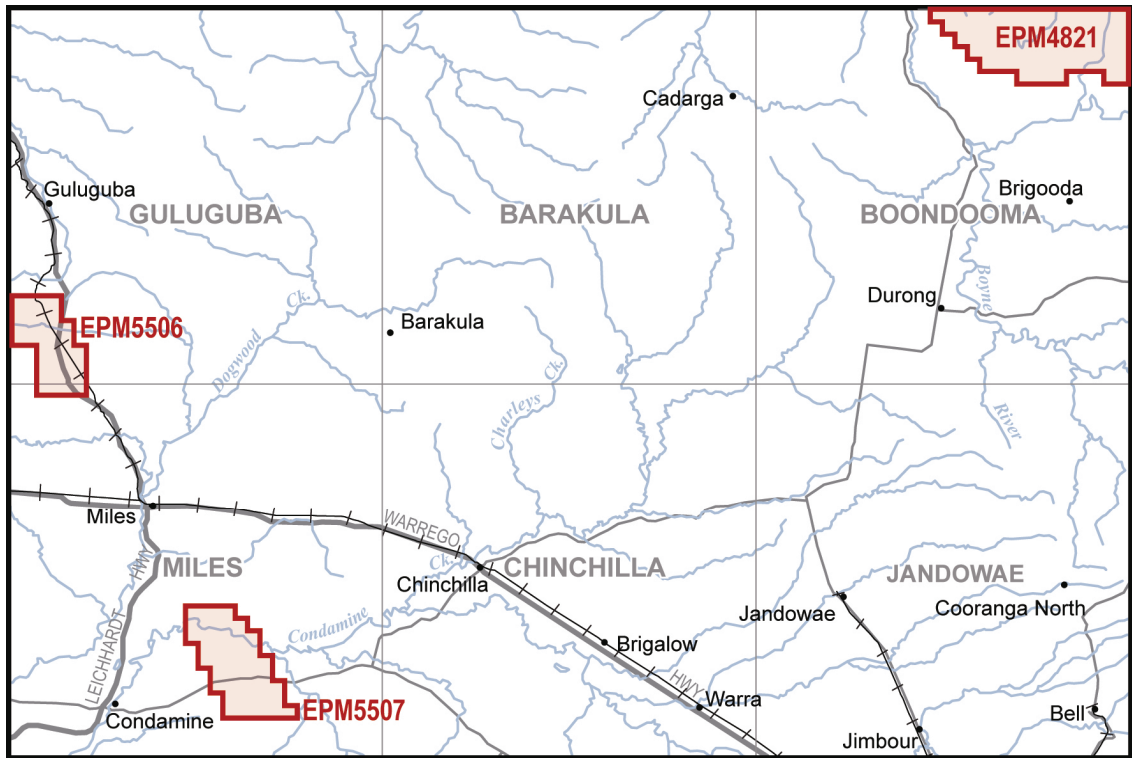 EPM4821
Cadarga
Guluguba
Brigooda
GULUGUBA
BARAKULA
BOONDOOMA
Boyne
Durong
Dogwood Ck.
Barakula
EPM5506
Charleys Ck.
River
Miles
WARREGO
HWY
MILES
Ck.
CHINCHILLA
JANDOWAE
Chinchilla
Jandowae
Cooranga North
Condamine
LEICHHARDT
Brigalow
HWY
Warra
EPM5507
Condamine
Bell
Jimbour